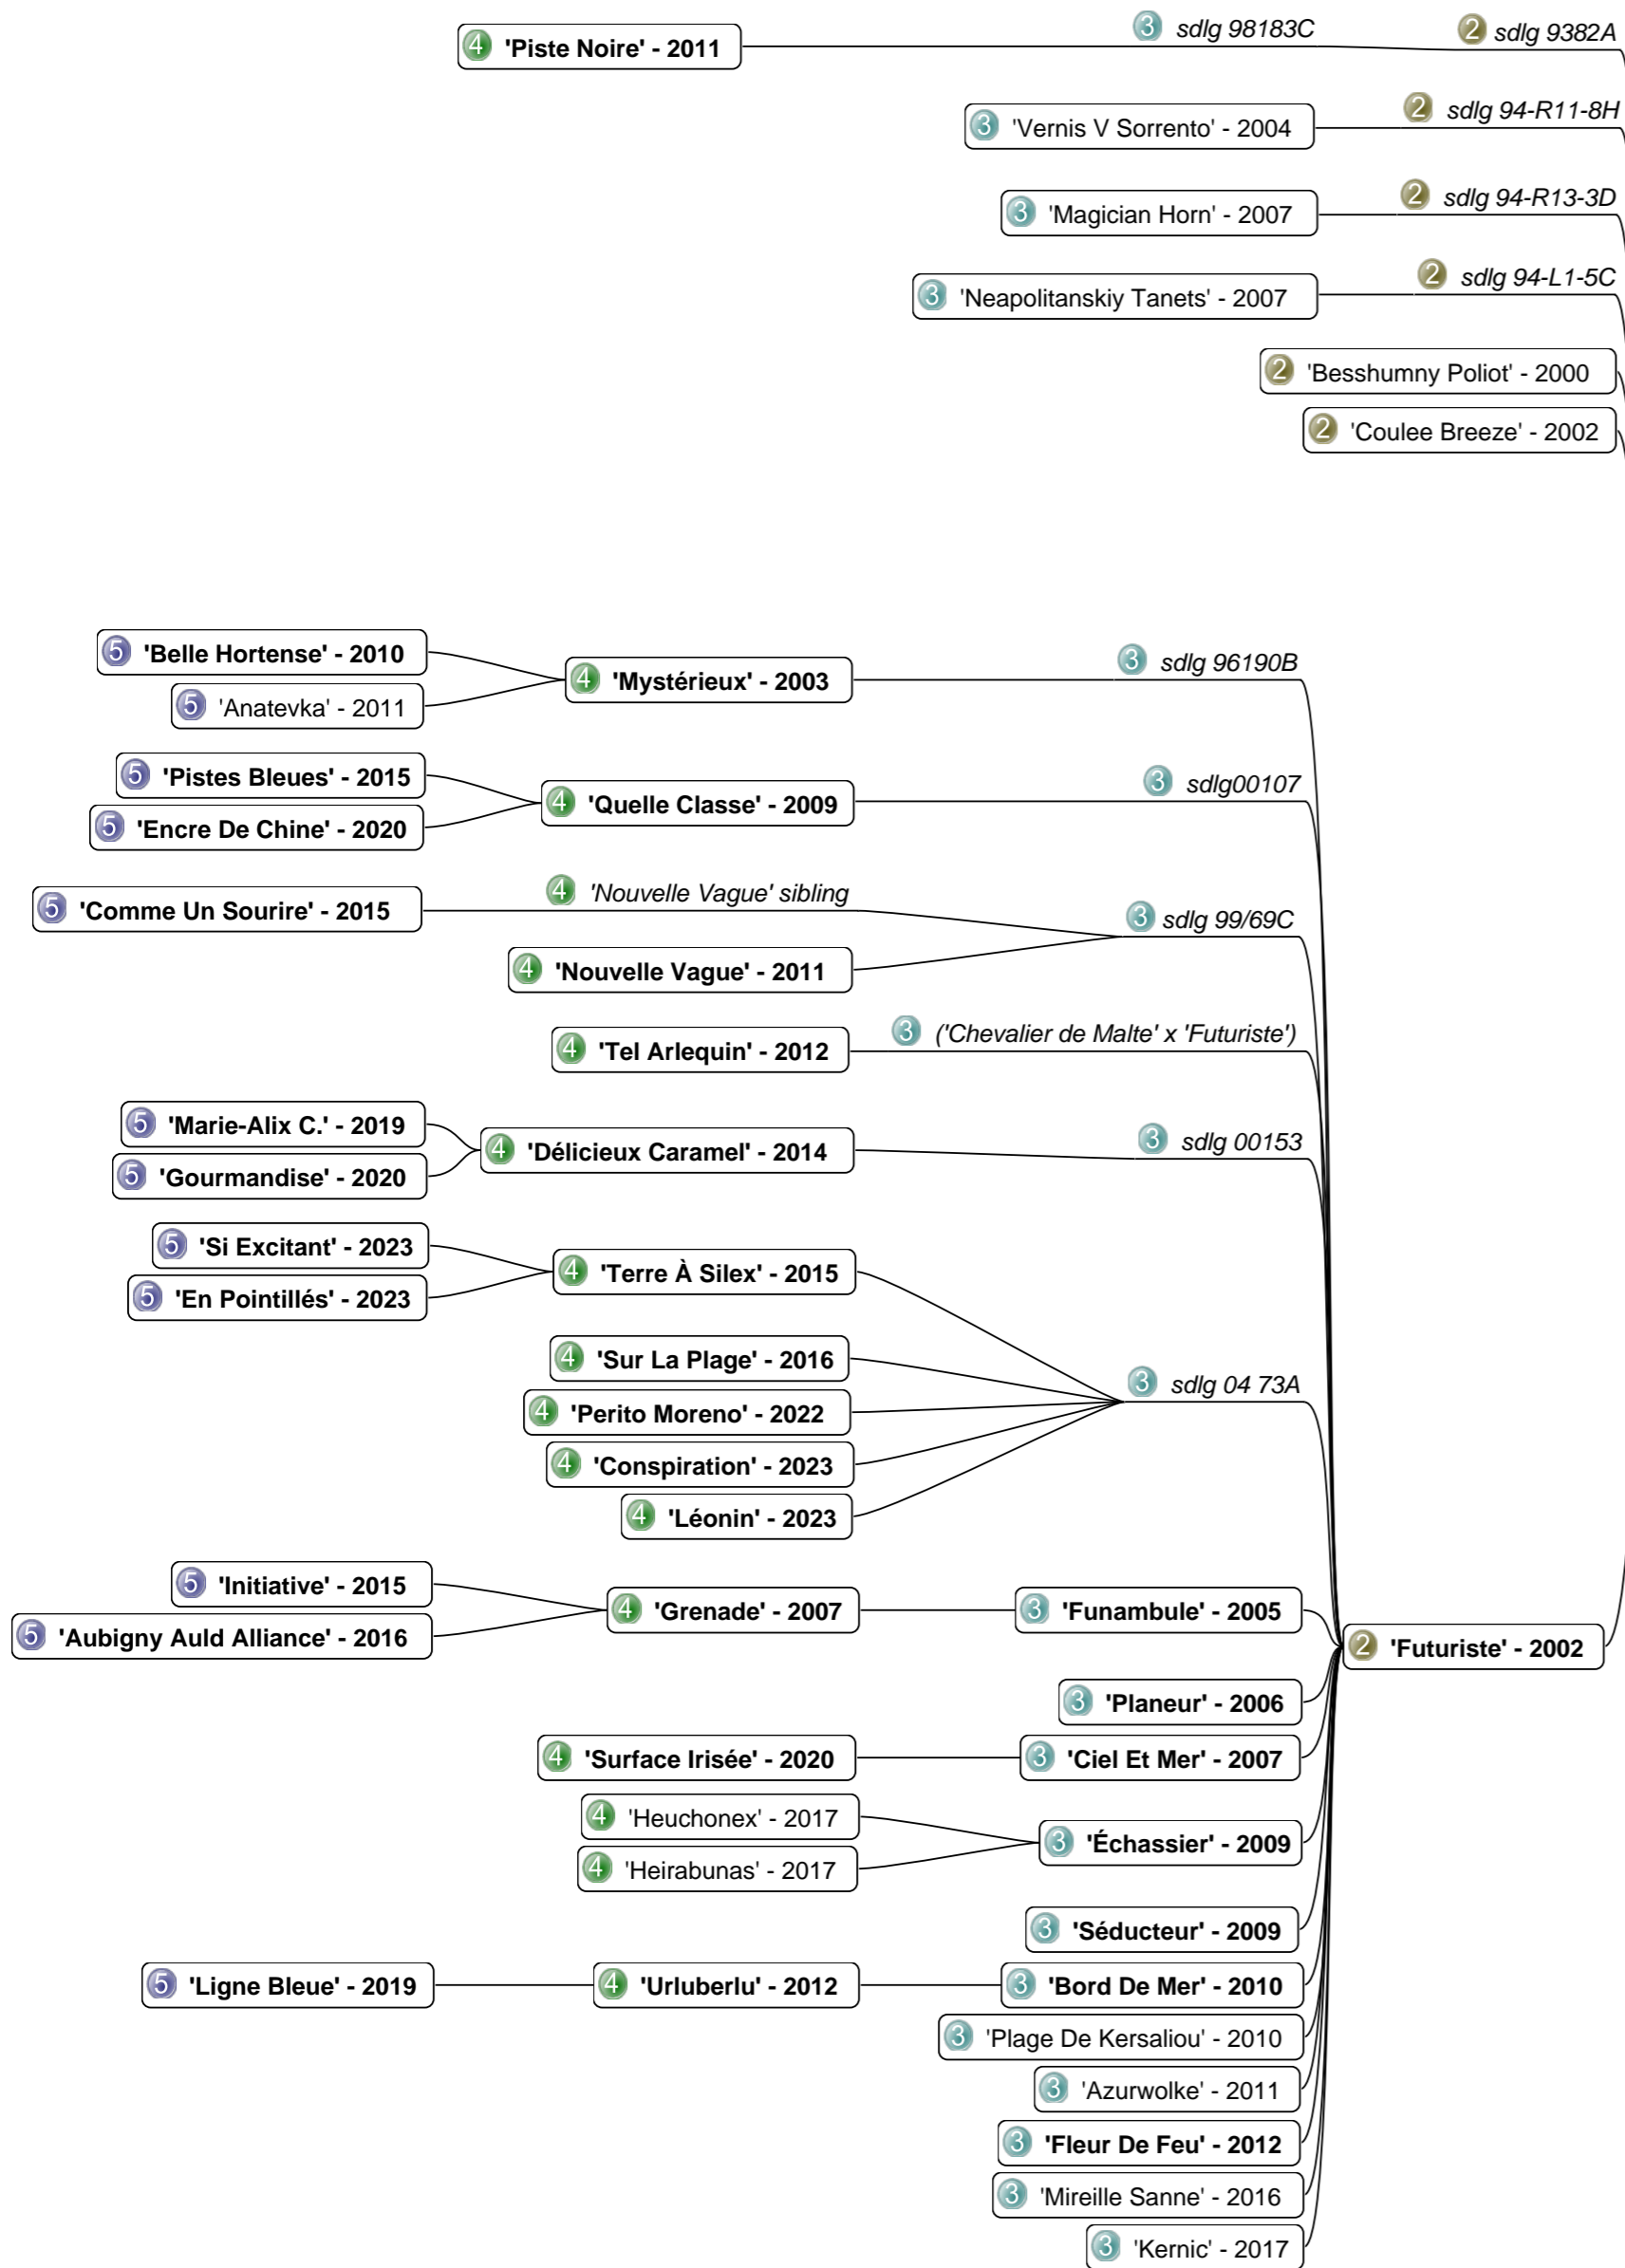 3 sdlg 98183C
2 sdlg 9382A
4 'Piste Noire' - 2011
2 sdlg 94-R11-8H
3 'Vernis V Sorrento' - 2004
2 sdlg 94-R13-3D
3 'Magician Horn' - 2007
2 sdlg 94-L1-5C
3 'Neapolitanskiy Tanets' - 2007
2 'Besshumny Poliot' - 2000
2 'Coulee Breeze' - 2002
5 'Belle Hortense' - 2010
3 sdlg 96190B
4 'Mystérieux' - 2003
5 'Anatevka' - 2011
5 'Pistes Bleues' - 2015
3 sdlg00107
4 'Quelle Classe' - 2009
5 'Encre De Chine' - 2020
4 'Nouvelle Vague' sibling
5 'Comme Un Sourire' - 2015
3 sdlg 99/69C
4 'Nouvelle Vague' - 2011
3 ('Chevalier de Malte' x 'Futuriste')
4 'Tel Arlequin' - 2012
5 'Marie-Alix C.' - 2019
3 sdlg 00153
4 'Délicieux Caramel' - 2014
5 'Gourmandise' - 2020
5 'Si Excitant' - 2023
4 'Terre À Silex' - 2015
5 'En Pointillés' - 2023
4 'Sur La Plage' - 2016
3 sdlg 04 73A
4 'Perito Moreno' - 2022
4 'Conspiration' - 2023
4 'Léonin' - 2023
5 'Initiative' - 2015
4 'Grenade' - 2007
3 'Funambule' - 2005
5 'Aubigny Auld Alliance' - 2016
2 'Futuriste' - 2002
3 'Planeur' - 2006
4 'Surface Irisée' - 2020
3 'Ciel Et Mer' - 2007
4 'Heuchonex' - 2017
3 'Échassier' - 2009
4 'Heirabunas' - 2017
3 'Séducteur' - 2009
5 'Ligne Bleue' - 2019
4 'Urluberlu' - 2012
3 'Bord De Mer' - 2010
3 'Plage De Kersaliou' - 2010
3 'Azurwolke' - 2011
3 'Fleur De Feu' - 2012
3 'Mireille Sanne' - 2016
3 'Kernic' - 2017